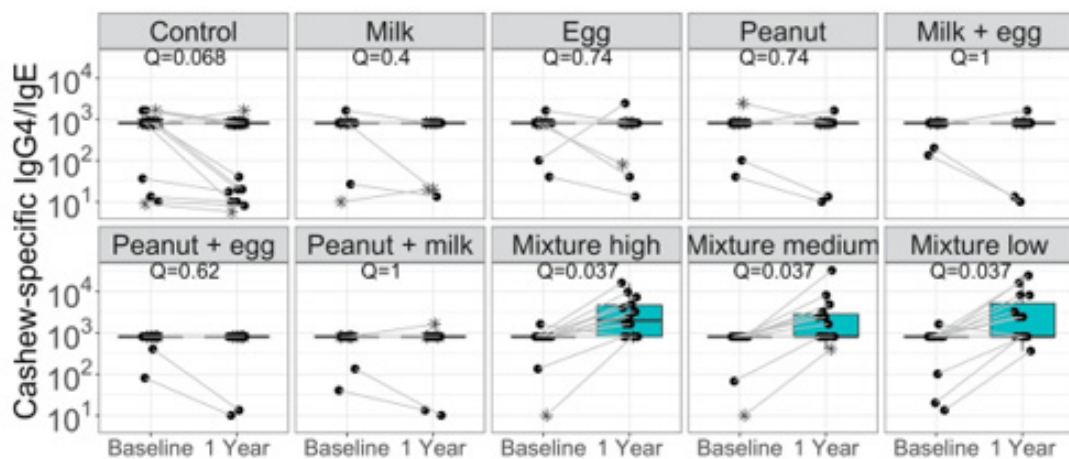 Cashew-specific IgG4/IgE
Control Milk Egg Peanut Milk + egg
Q=0.068 Q=0.4 Q=0.74 Q=0.74 Q=1
10⁴
10³
10²
10¹
Peanut + egg Peanut + milk Mixture high Mixture medium Mixture low
Q=0.62 Q=1 Q=0.037 Q=0.037 Q=0.037
10⁴
10³
10²
10¹
Baseline 1 Year Baseline 1 Year Baseline 1 Year Baseline 1 Year Baseline 1 Year